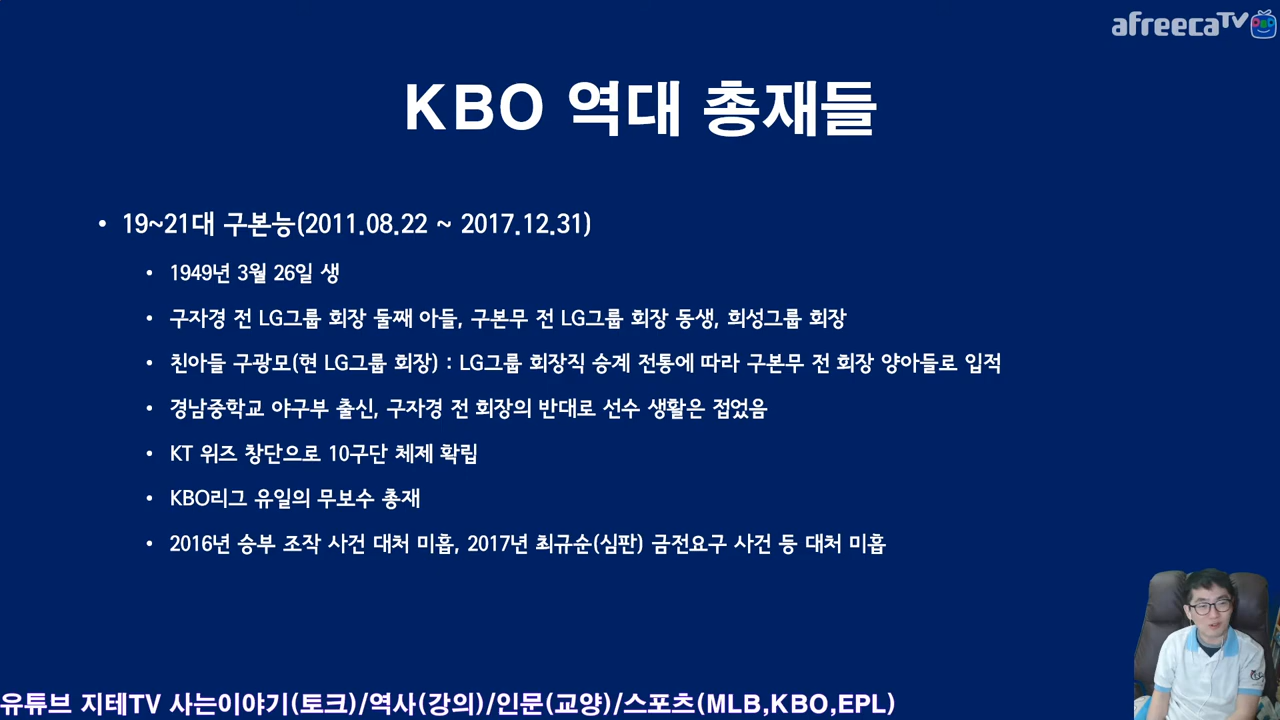 afreecaTV
KBO 역대 총재들
• 19~21대 구본능(2011.08.22 ~ 2017.12.31)
• 1949년 3월 26일 생
• 구자경 전 LG그룹 회장 둘째 아들, 구본무 전 LG그룹 회장 동생, 희성그룹 회장
• 친아들 구광모(현 LG그룹 회장) : LG그룹 회장직 승계 전통에 따라 구본무 전 회장 양아들로 입적
• 경남중학교 야구부 출신, 구자경 전 회장의 반대로 선수 생활은 접었음
• KT 위즈 창단으로 10구단 체제 확립
• KBO리그 유일의 무보수 총재
• 2016년 승부 조작 사건 대처 미흡, 2017년 최규순(심판) 금전요구 사건 등 대처 미흡
유튜브 지테TV 사는이야기(토크)/역사(강의)/인문(교양)/스포츠(MLB,KBO,EPL)